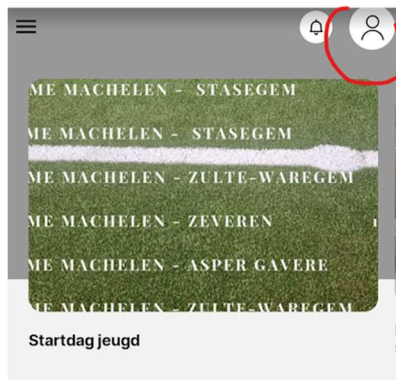 ME MACHELEN - STASEGEM
ME MACHELEN - STASEGEM
ME MACHELEN - ZULTE-WAREGEM
ME MACHELEN - ZEVEREN
ME MACHELEN - ASPER GAVERE
ME MACHELEN - ZULTE-WAREGEM
Startdag jeugd